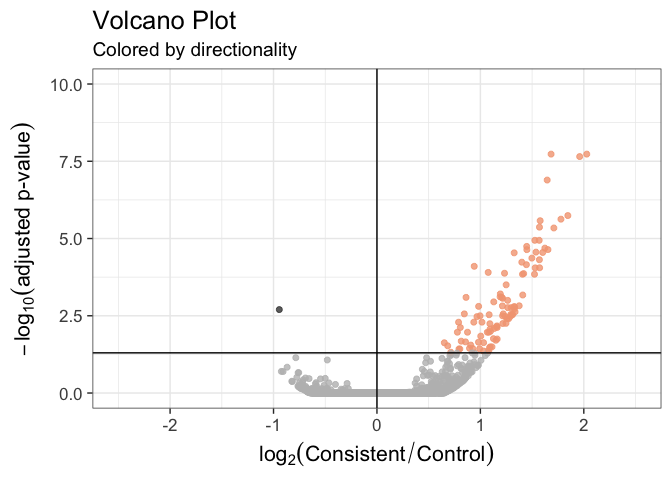 Volcano Plot
Colored by directionality
10.0
7.5
5.0
2.5
0.0
−log₁₀(adjusted p-value)
-2
-1
0
1
2
log₂(Consistent/Control)